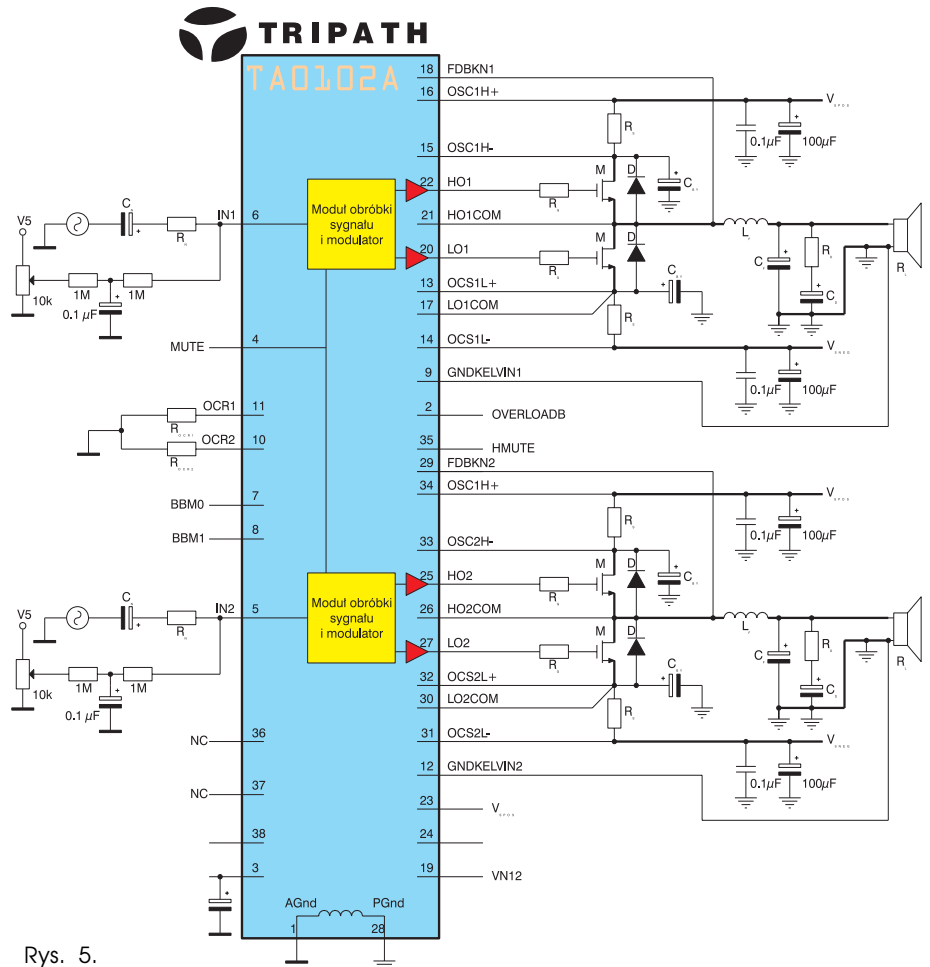 TRIPATH
TA0102A
18 FDBKN1
16 OSC1H+
15 OSC1H-
22 HO1
21 HO1COM
20 LO1
13 OCS1L+
17 LO1COM
14 OCS1L-
9 GNDKELVIN1
2 OVERLOADB
35 HMUTE
29 FDBKN2
34 OSC1H+
33 OSC2H-
25 HO2
26 HO2COM
27 LO2
32 OCS2L+
30 LO2COM
31 OCS2L-
12 GNDKELVIN2
23 V
24
19 VN12
V5
C
R
IN1 6
10k
1M
1M
0.1 µF
Moduł obróbki
sygnału
i modulator
MUTE 4
OCR1 11
R
OCR2 10
R
BBM0 7
BBM1 8
V5
C
R
IN2 5
10k
1M
1M
0.1 µF
Moduł obróbki
sygnału
i modulator
NC 36
NC 37
38
3
AGnd
PGnd
1
28
R
V
0.1µF
100µF
M
D
C
R
M
D
C
R
R
L
C
R
C
R
V
0.1µF
100µF
R
V
0.1µF
100µF
M
D
C
R
M
D
C
R
R
L
C
R
C
R
V
0.1µF
100µF
Rys. 5.